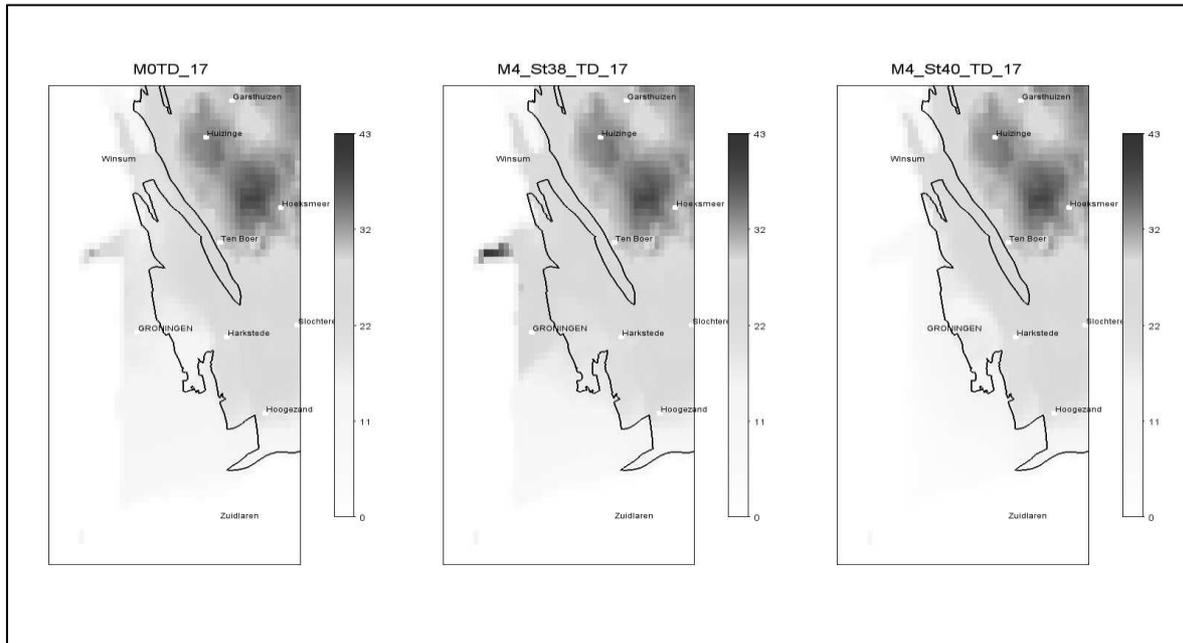 M0TD_17
Garsthuizen
Huizinge
Winsum
Hoeksmeer
Ten Boer
GRONINGEN
Harkstede
Slochtere
Hoogezand
Zuidlaren
43
32
22
11
0
M4_St38_TD_17
Garsthuizen
Huizinge
Winsum
Hoeksmeer
Ten Boer
GRONINGEN
Harkstede
Slochtere
Hoogezand
Zuidlaren
43
32
22
11
0
M4_St40_TD_17
Garsthuizen
Huizinge
Winsum
Hoeksmeer
Ten Boer
GRONINGEN
Harkstede
Slochtere
Hoogezand
Zuidlaren
43
32
22
11
0